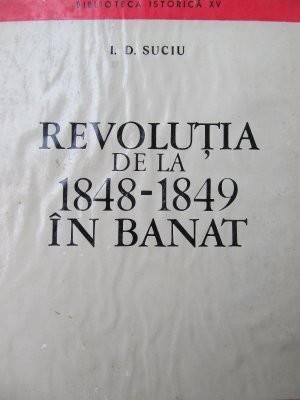 BIBLIOTECA ISTORICĂ XV
I. D. SUCIU
REVOLUȚIA
DE LA
1848-1849
ÎN BANAT